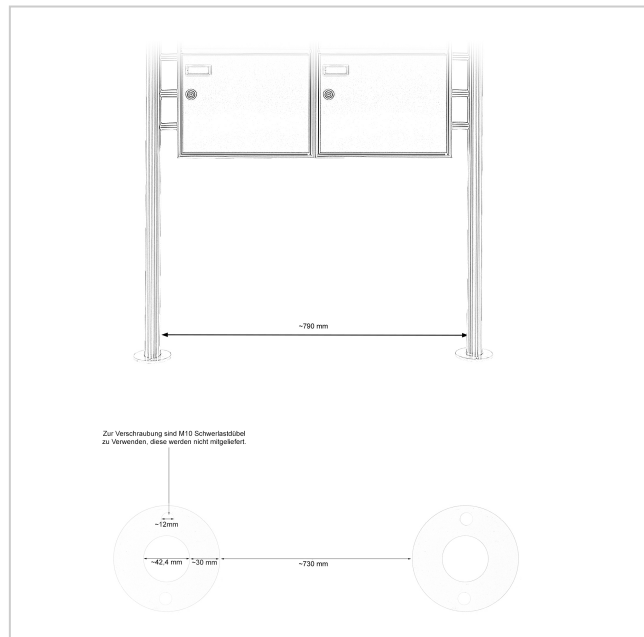 ~790 mm
Zur Verschraubung sind M10 Schwerlastdübel
zu Verwenden, diese werden nicht mitgeliefert.
~12mm
~42,4 mm
~30 mm
~730 mm